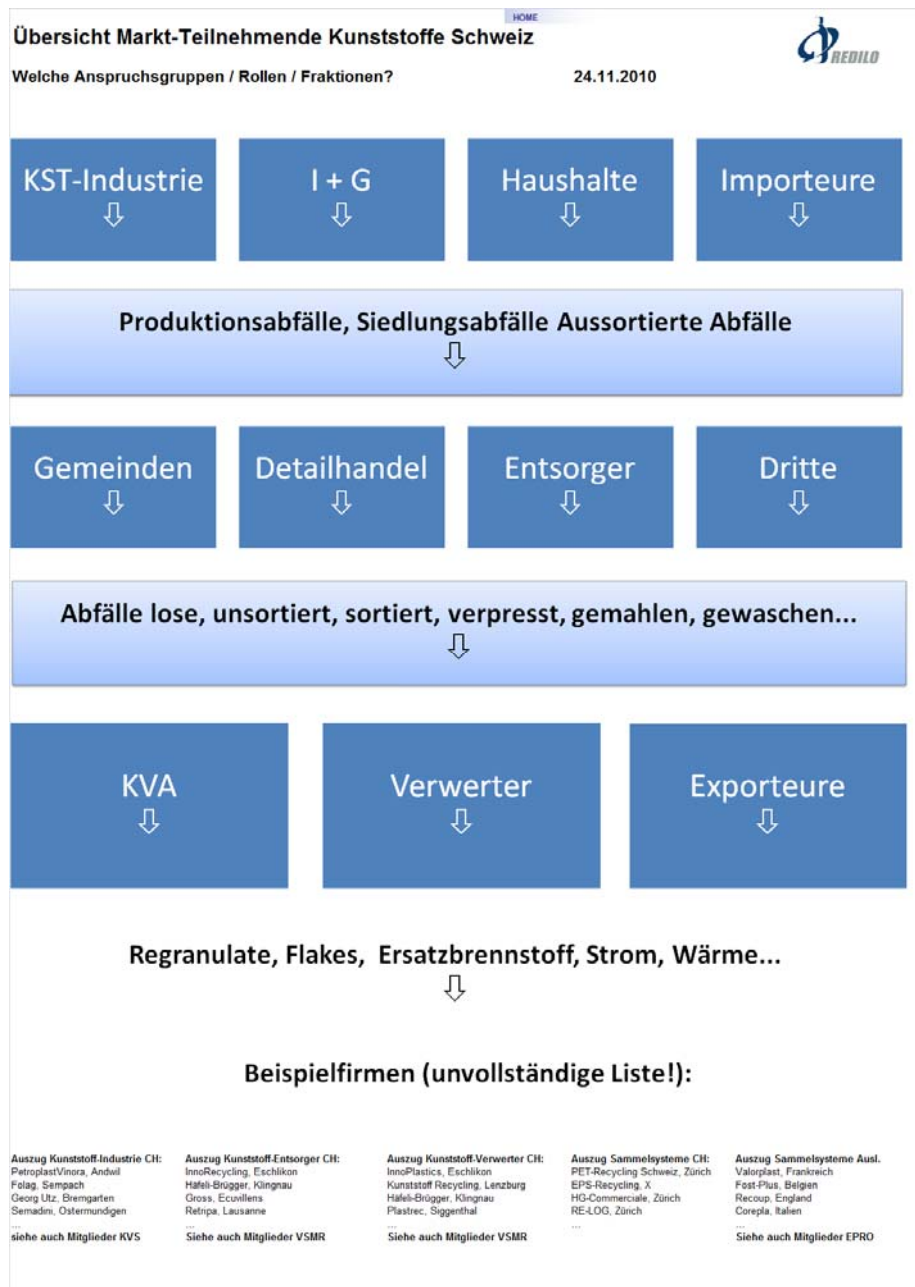 HOME
Übersicht Markt-Teilnehmende Kunststoffe Schweiz
REDILO
Welche Anspruchsgruppen / Rollen / Fraktionen? 24.11.2010
KST-Industrie I + G Haushalte Importeure
⇩ ⇩ ⇩ ⇩
Produktionsabfälle, Siedlungsabfälle Aussortierte Abfälle
⇩
Gemeinden Detailhandel Entsorger Dritte
⇩ ⇩ ⇩ ⇩
Abfälle lose, unsortiert, sortiert, verpresst, gemahlen, gewaschen...
⇩
KVA Verwerter Exporteure
⇩ ⇩ ⇩
Regranulate, Flakes, Ersatzbrennstoff, Strom, Wärme...
⇩
Beispielfirmen (unvollständige Liste!):
Auszug Kunststoff-Industrie CH:
PetroplastVinora, Andwil
Folag, Sempach
Georg Utz, Bremgarten
Semadini, Ostermundigen
...
siehe auch Mitglieder KVS
Auszug Kunststoff-Entsorger CH:
InnoRecycling, Eschlikon
Häfeli-Brügger, Klingnau
Gross, Ecuvillens
Retripa, Lausanne
...
Siehe auch Mitglieder VSMR
Auszug Kunststoff-Verwerter CH:
InnoPlastics, Eschlikon
Kunststoff Recycling, Lenzburg
Häfeli-Brügger, Klingnau
Plastrec, Siggenthal
...
Siehe auch Mitglieder VSMR
Auszug Sammelsysteme CH:
PET-Recycling Schweiz, Zürich
EPS-Recycling, X
HG-Commerciale, Zürich
RE-LOG, Zürich
...
Auszug Sammelsysteme Ausl.
Valorplast, Frankreich
Fost-Plus, Belgien
Recoup, England
Corepla, Italien
...
Siehe auch Mitglieder EPRO